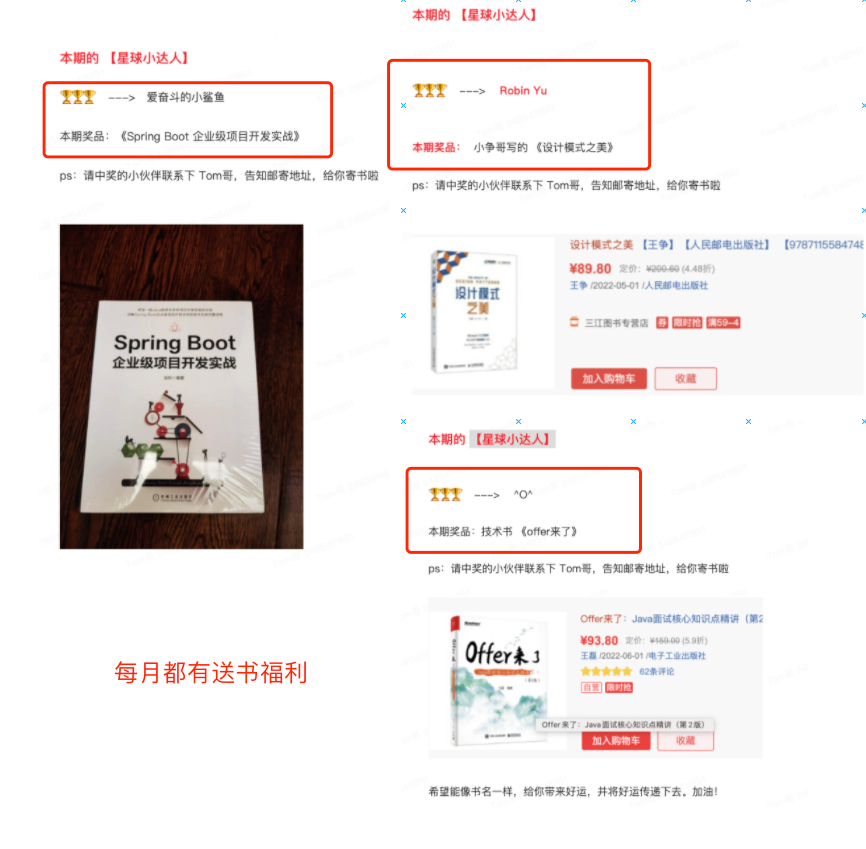 本期的 【星球小达人】
🏆🏆🏆 ---> 爱奋斗的小鲨鱼
本期奖品：《Spring Boot 企业级项目开发实战》
ps：请中奖的小伙伴联系下 Tom哥，告知邮寄地址，给你寄书啦
Spring Boot
企业级项目开发实战
机械工业出版社
每月都有送书福利
本期的 【星球小达人】
🏆🏆🏆 ---> Robin Yu
本期奖品： 小争哥写的 《设计模式之美》
ps：请中奖的小伙伴联系下 Tom哥，告知邮寄地址，给你寄书啦
设计模式
之美
设计模式之美 【王争】 【人民邮电出版社】 【9787115584748
¥89.80 定价：¥200.60 (4.48折)
王争 /2022-05-01 /人民邮电出版社
三江图书专营店 券 限时抢 满59-4
加入购物车 收藏
本期的 【星球小达人】
🏆🏆🏆 ---> ^O^
本期奖品：技术书 《offer来了》
ps：请中奖的小伙伴联系下 Tom哥，告知邮寄地址，给你寄书啦
Offer来了
Offer来了：Java面试核心知识点精讲（第2
¥93.80 定价：¥159.00 (5.9折)
王磊 /2022-06-01 /电子工业出版社
62条评论
自营 限时抢
Offer来了：Java面试核心知识点精讲（第2版）
加入购物车 收藏
希望能像书名一样，给你带来好运，并将好运传递下去。加油！